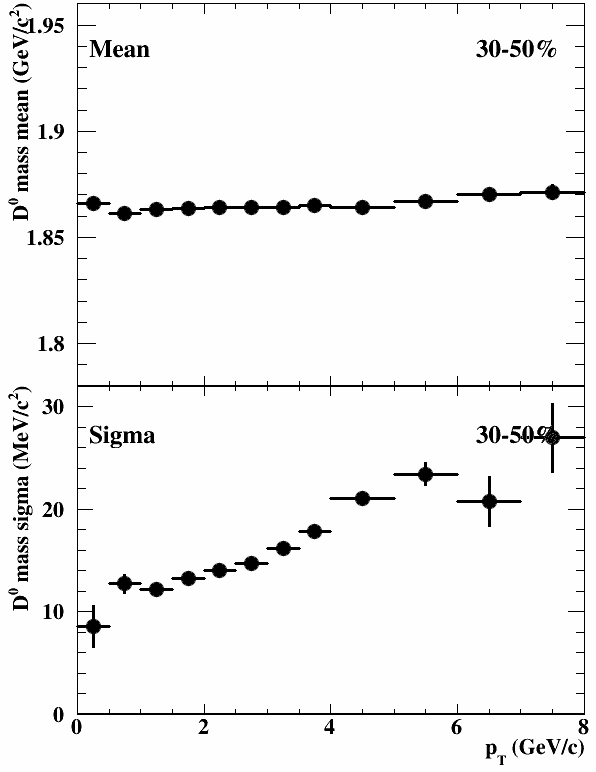 1.95
Mean 30-50%
1.9
1.85
1.8
D⁰ mass mean (GeV/c²)
30
Sigma 30-50%
20
10
0
D⁰ mass sigma (MeV/c²)
0 2 4 6 8
p_T (GeV/c)